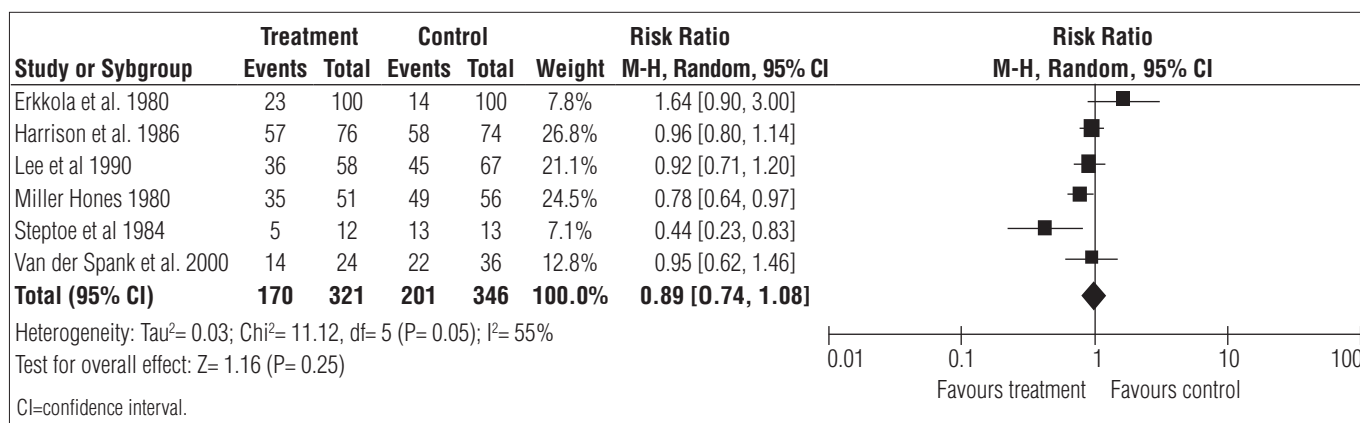 Treatment Control Risk Ratio Risk Ratio
Study or Sybgroup Events Total Events Total Weight M-H, Random, 95% CI M-H, Random, 95% CI
Erkkola et al. 1980 23 100 14 100 7.8% 1.64 [0.90, 3.00]
Harrison et al. 1986 57 76 58 74 26.8% 0.96 [0.80, 1.14]
Lee et al 1990 36 58 45 67 21.1% 0.92 [0.71, 1.20]
Miller Hones 1980 35 51 49 56 24.5% 0.78 [0.64, 0.97]
Steptoe et al 1984 5 12 13 13 7.1% 0.44 [0.23, 0.83]
Van der Spank et al. 2000 14 24 22 36 12.8% 0.95 [0.62, 1.46]
Total (95% CI) 170 321 201 346 100.0% 0.89 [0.74, 1.08]
Heterogeneity: Tau²= 0.03; Chi²= 11.12, df= 5 (P= 0.05); I²= 55%
Test for overall effect: Z= 1.16 (P= 0.25)
0.01 0.1 1 10 100
Favours treatment Favours control
CI=confidence interval.